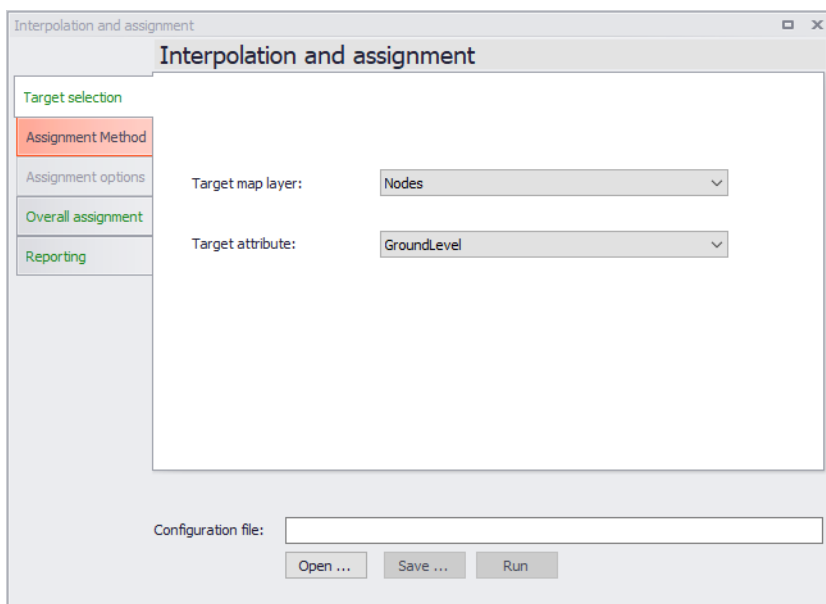 Interpolation and assignment
Interpolation and assignment
Target selection
Assignment Method
Assignment options
Overall assignment
Reporting
Target map layer: Nodes
Target attribute: GroundLevel
Configuration file:
Open ... Save ... Run